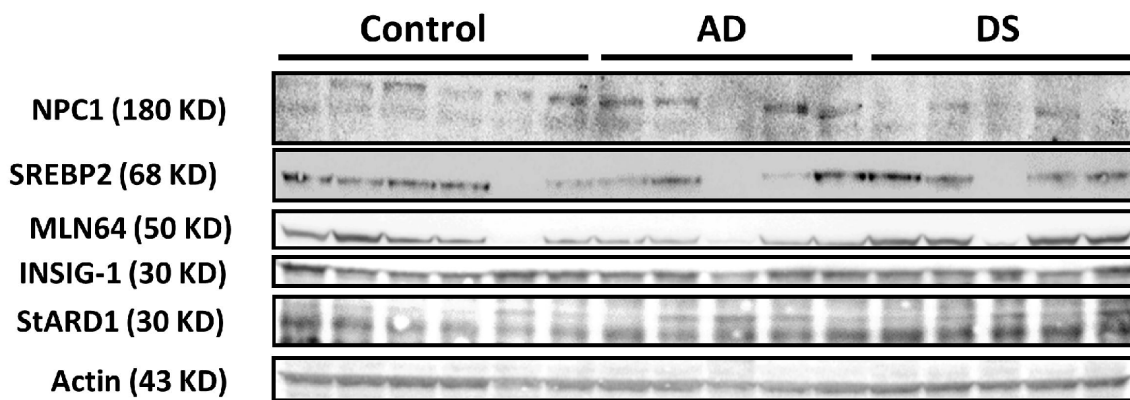 Control AD DS
NPC1 (180 KD)
SREBP2 (68 KD)
MLN64 (50 KD)
INSIG-1 (30 KD)
StARD1 (30 KD)
Actin (43 KD)